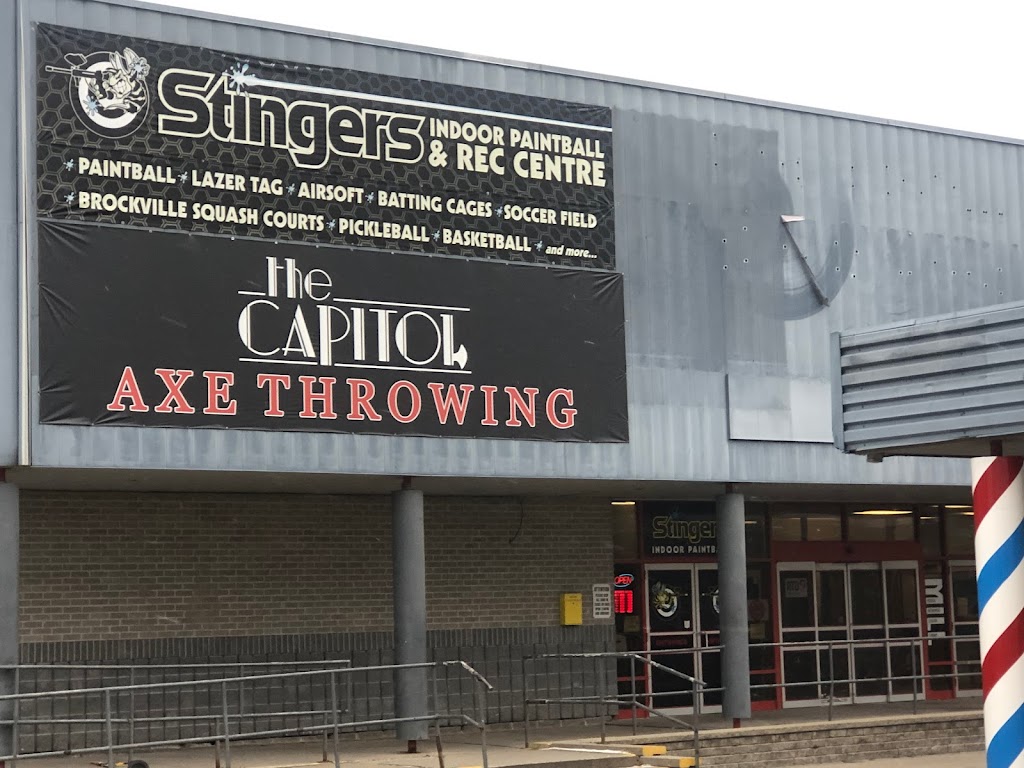 Stingers
INDOOR PAINTBALL
& REC CENTRE
PAINTBALL * LAZER TAG * AIRSOFT * BATTING CAGES * SOCCER FIELD
* BROCKVILLE SQUASH COURTS * PICKLEBALL * BASKETBALL * and more...
the
CAPITOL
AXE THROWING
Stingers
INDOOR PAINTB
OPEN